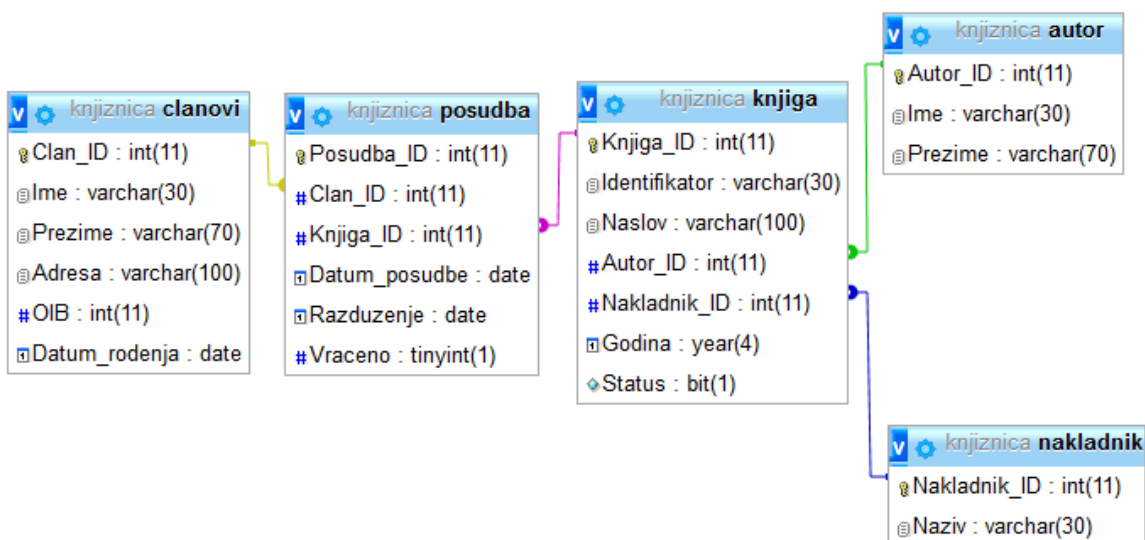 knjiznica clanovi
Clan_ID : int(11)
Ime : varchar(30)
Prezime : varchar(70)
Adresa : varchar(100)
#OIB : int(11)
Datum_rodenja : date
knjiznica posudba
Posudba_ID : int(11)
#Clan_ID : int(11)
#Knjiga_ID : int(11)
Datum_posudbe : date
Razduzenje : date
#Vraceno : tinyint(1)
knjiznica knjiga
Knjiga_ID : int(11)
Identifikator : varchar(30)
Naslov : varchar(100)
#Autor_ID : int(11)
#Nakladnik_ID : int(11)
Godina : year(4)
Status : bit(1)
knjiznica autor
Autor_ID : int(11)
Ime : varchar(30)
Prezime : varchar(70)
knjiznica nakladnik
Nakladnik_ID : int(11)
Naziv : varchar(30)